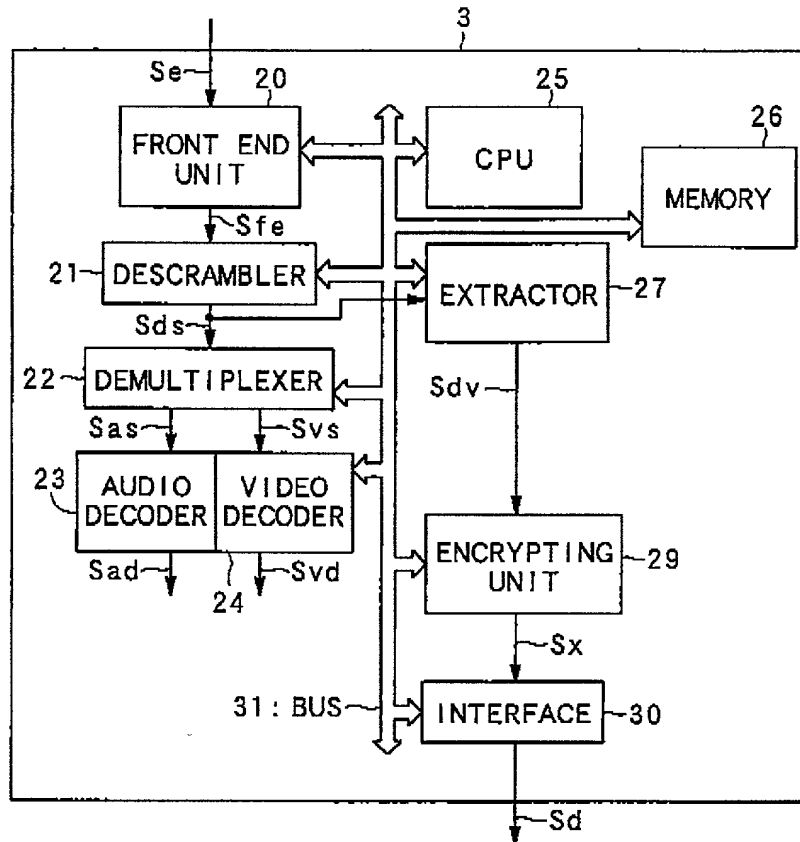 3
Se
20
FRONT END
UNIT
25
CPU
26
MEMORY
Sfe
21
DESCRAMBLER
EXTRACTOR
27
Sds
22
DEMULTIPLEXER
Sdv
Sas
Svs
23
AUDIO
DECODER
VIDEO
DECODER
24
Sad
Svd
ENCRYPTING
UNIT
29
Sx
31: BUS
INTERFACE
30
Sd